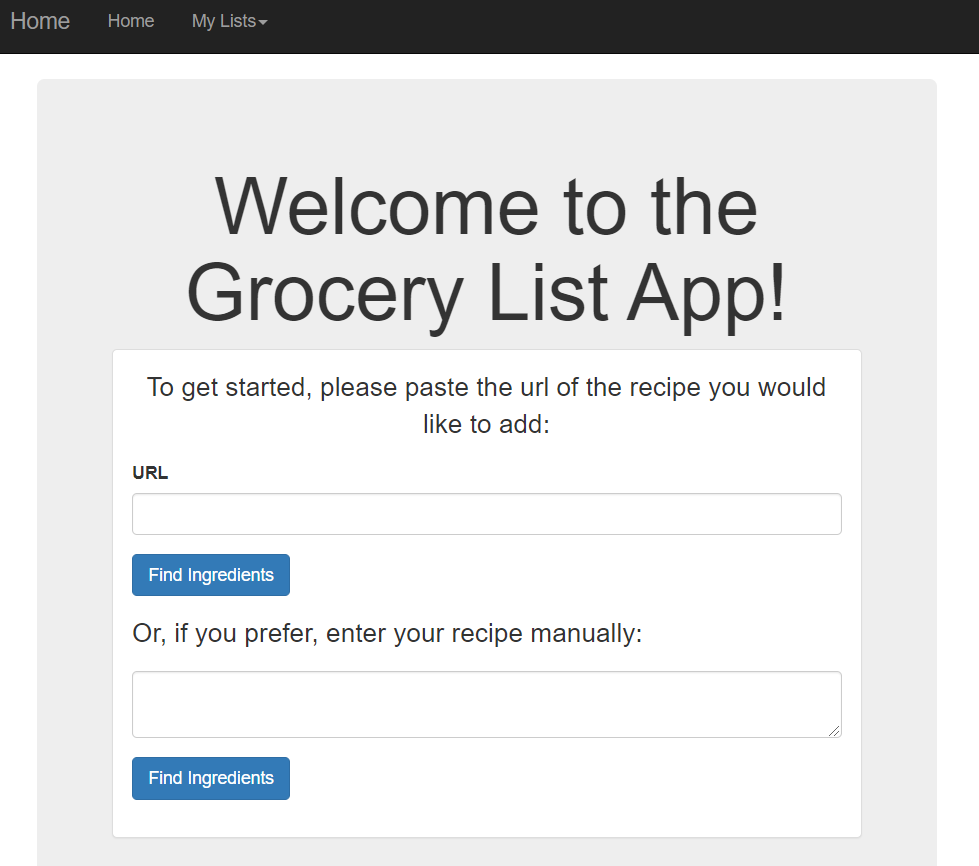 Home Home My Lists
Welcome to the
Grocery List App!
To get started, please paste the url of the recipe you would
like to add:
URL
Find Ingredients
Or, if you prefer, enter your recipe manually:
Find Ingredients